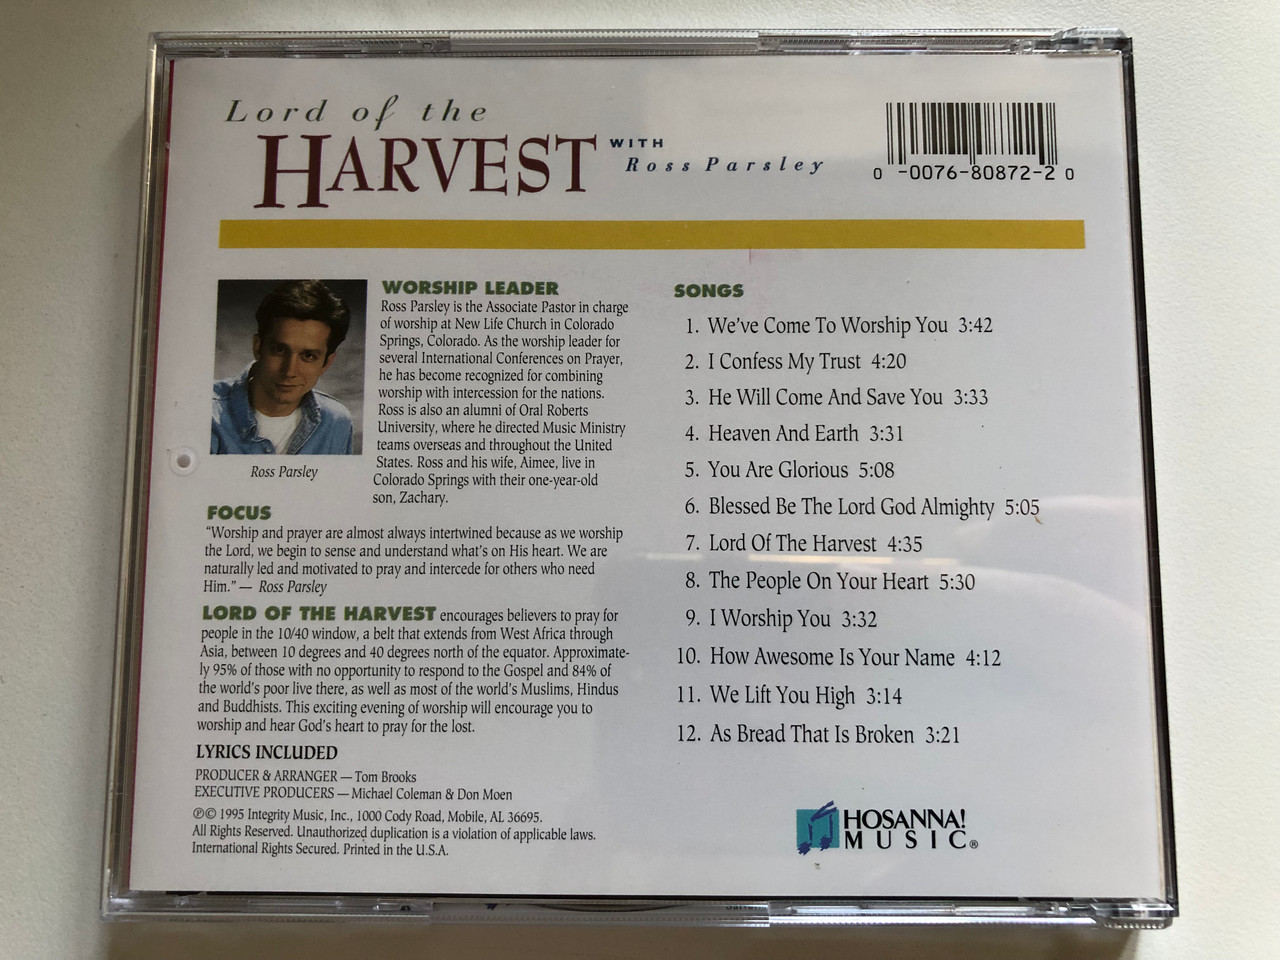 Lord of the
HARVEST WITH
Ross Parsley
0 -0076-80872-2 0
WORSHIP LEADER
Ross Parsley is the Associate Pastor in charge
of worship at New Life Church in Colorado
Springs, Colorado. As the worship leader for
several International Conferences on Prayer,
he has become recognized for combining
worship with intercession for the nations.
Ross is also an alumni of Oral Roberts
University, where he directed Music Ministry
teams overseas and throughout the United
States. Ross and his wife, Aimee, live in
Colorado Springs with their one-year-old
son, Zachary.
Ross Parsley
FOCUS
“Worship and prayer are almost always intertwined because as we worship
the Lord, we begin to sense and understand what's on His heart. We are
naturally led and motivated to pray and intercede for others who need
Him.” — Ross Parsley
LORD OF THE HARVEST encourages believers to pray for
people in the 10/40 window, a belt that extends from West Africa through
Asia, between 10 degrees and 40 degrees north of the equator. Approximate-
ly 95% of those with no opportunity to respond to the Gospel and 84% of
the world's poor live there, as well as most of the world's Muslims, Hindus
and Buddhists. This exciting evening of worship will encourage you to
worship and hear God's heart to pray for the lost.
LYRICS INCLUDED
PRODUCER & ARRANGER — Tom Brooks
EXECUTIVE PRODUCERS — Michael Coleman & Don Moen
℗© 1995 Integrity Music, Inc., 1000 Cody Road, Mobile, AL 36695.
All Rights Reserved. Unauthorized duplication is a violation of applicable laws.
International Rights Secured. Printed in the U.S.A.
SONGS
1. We've Come To Worship You 3:42
2. I Confess My Trust 4:20
3. He Will Come And Save You 3:33
4. Heaven And Earth 3:31
5. You Are Glorious 5:08
6. Blessed Be The Lord God Almighty 5:05
7. Lord Of The Harvest 4:35
8. The People On Your Heart 5:30
9. I Worship You 3:32
10. How Awesome Is Your Name 4:12
11. We Lift You High 3:14
12. As Bread That Is Broken 3:21
HOSANNA!
MUSIC®